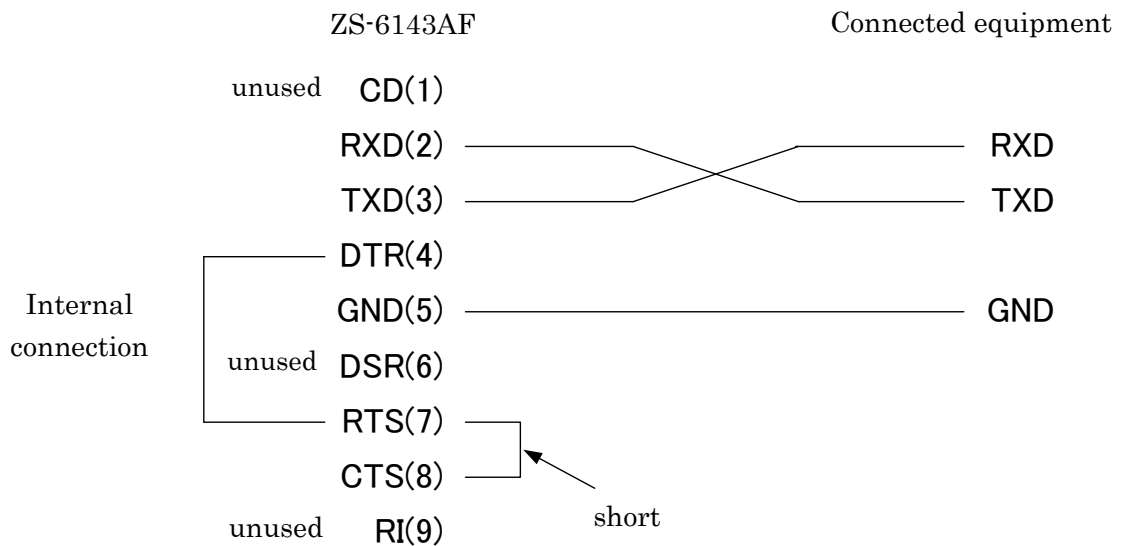 ZS-6143AF Connected equipment
unused CD(1)
RXD(2) RXD
TXD(3) TXD
DTR(4)
Internal connection
GND(5) GND
unused DSR(6)
RTS(7)
CTS(8)
short
unused RI(9)